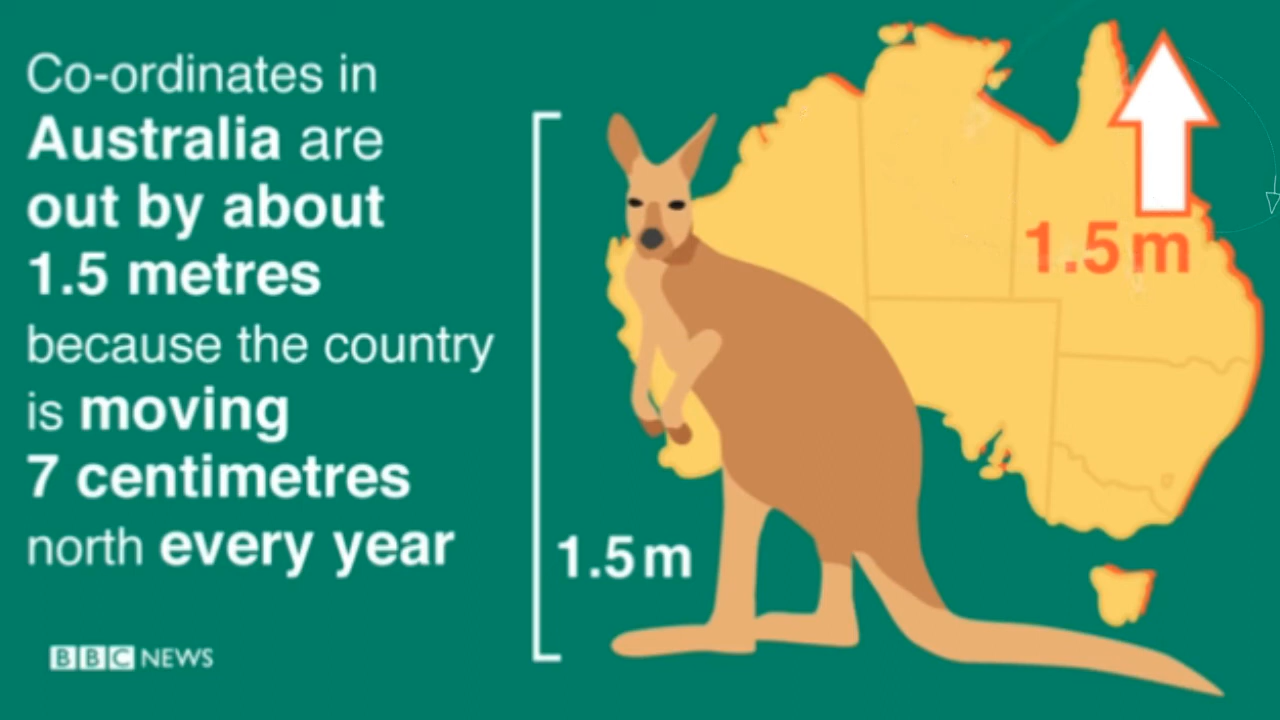 Co-ordinates in
Australia are
out by about
1.5 metres
because the country
is moving
7 centimetres
north every year
1.5 m
1.5 m
BBC NEWS